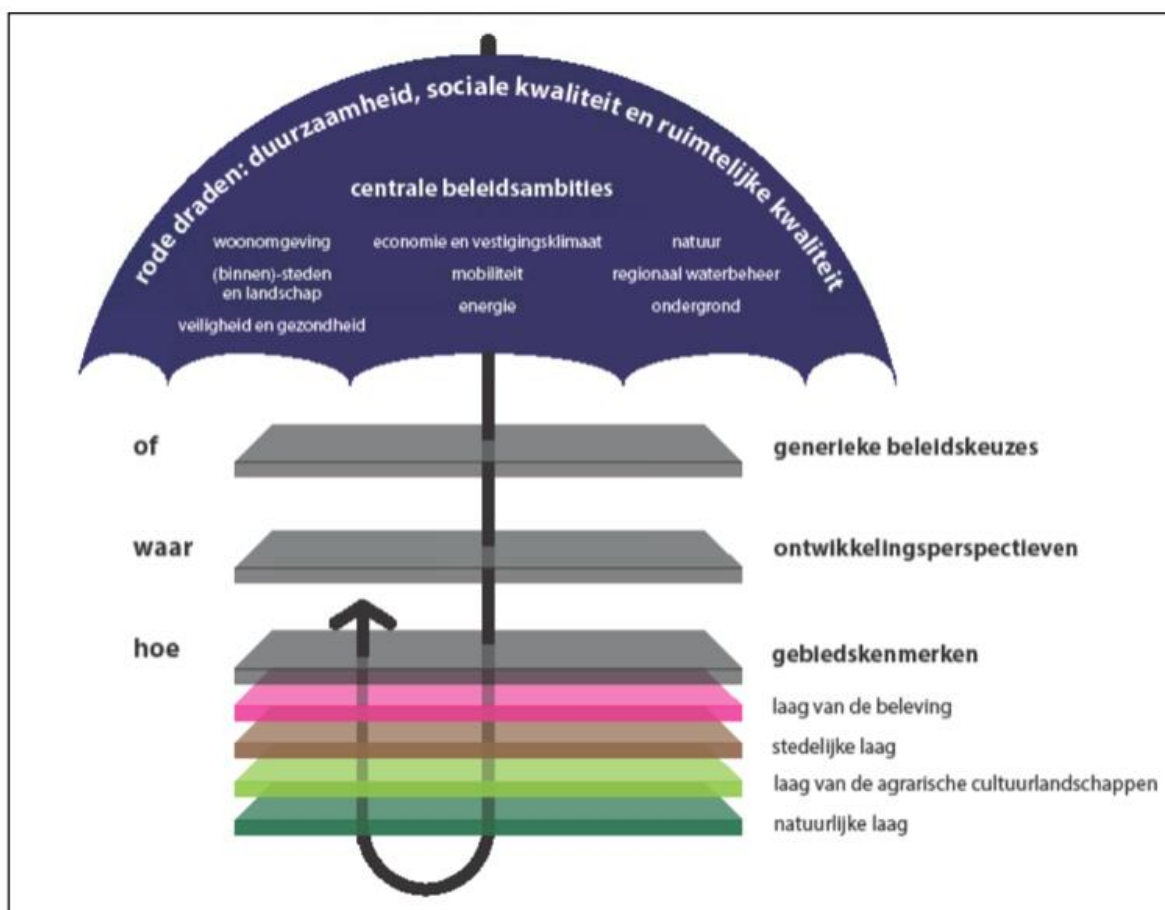 rode draden: duurzaamheid, sociale kwaliteit en ruimtelijke kwaliteit
centrale beleidsambities
woonomgeving
(binnen)-steden
en landschap
veiligheid en gezondheid
economie en vestigingsklimaat
mobiliteit
energie
natuur
regionaal waterbeheer
ondergrond
of
generieke beleidskeuzes
waar
ontwikkelingsperspectieven
hoe
gebiedskenmerken
laag van de beleving
stedelijke laag
laag van de agrarische cultuurlandschappen
natuurlijke laag